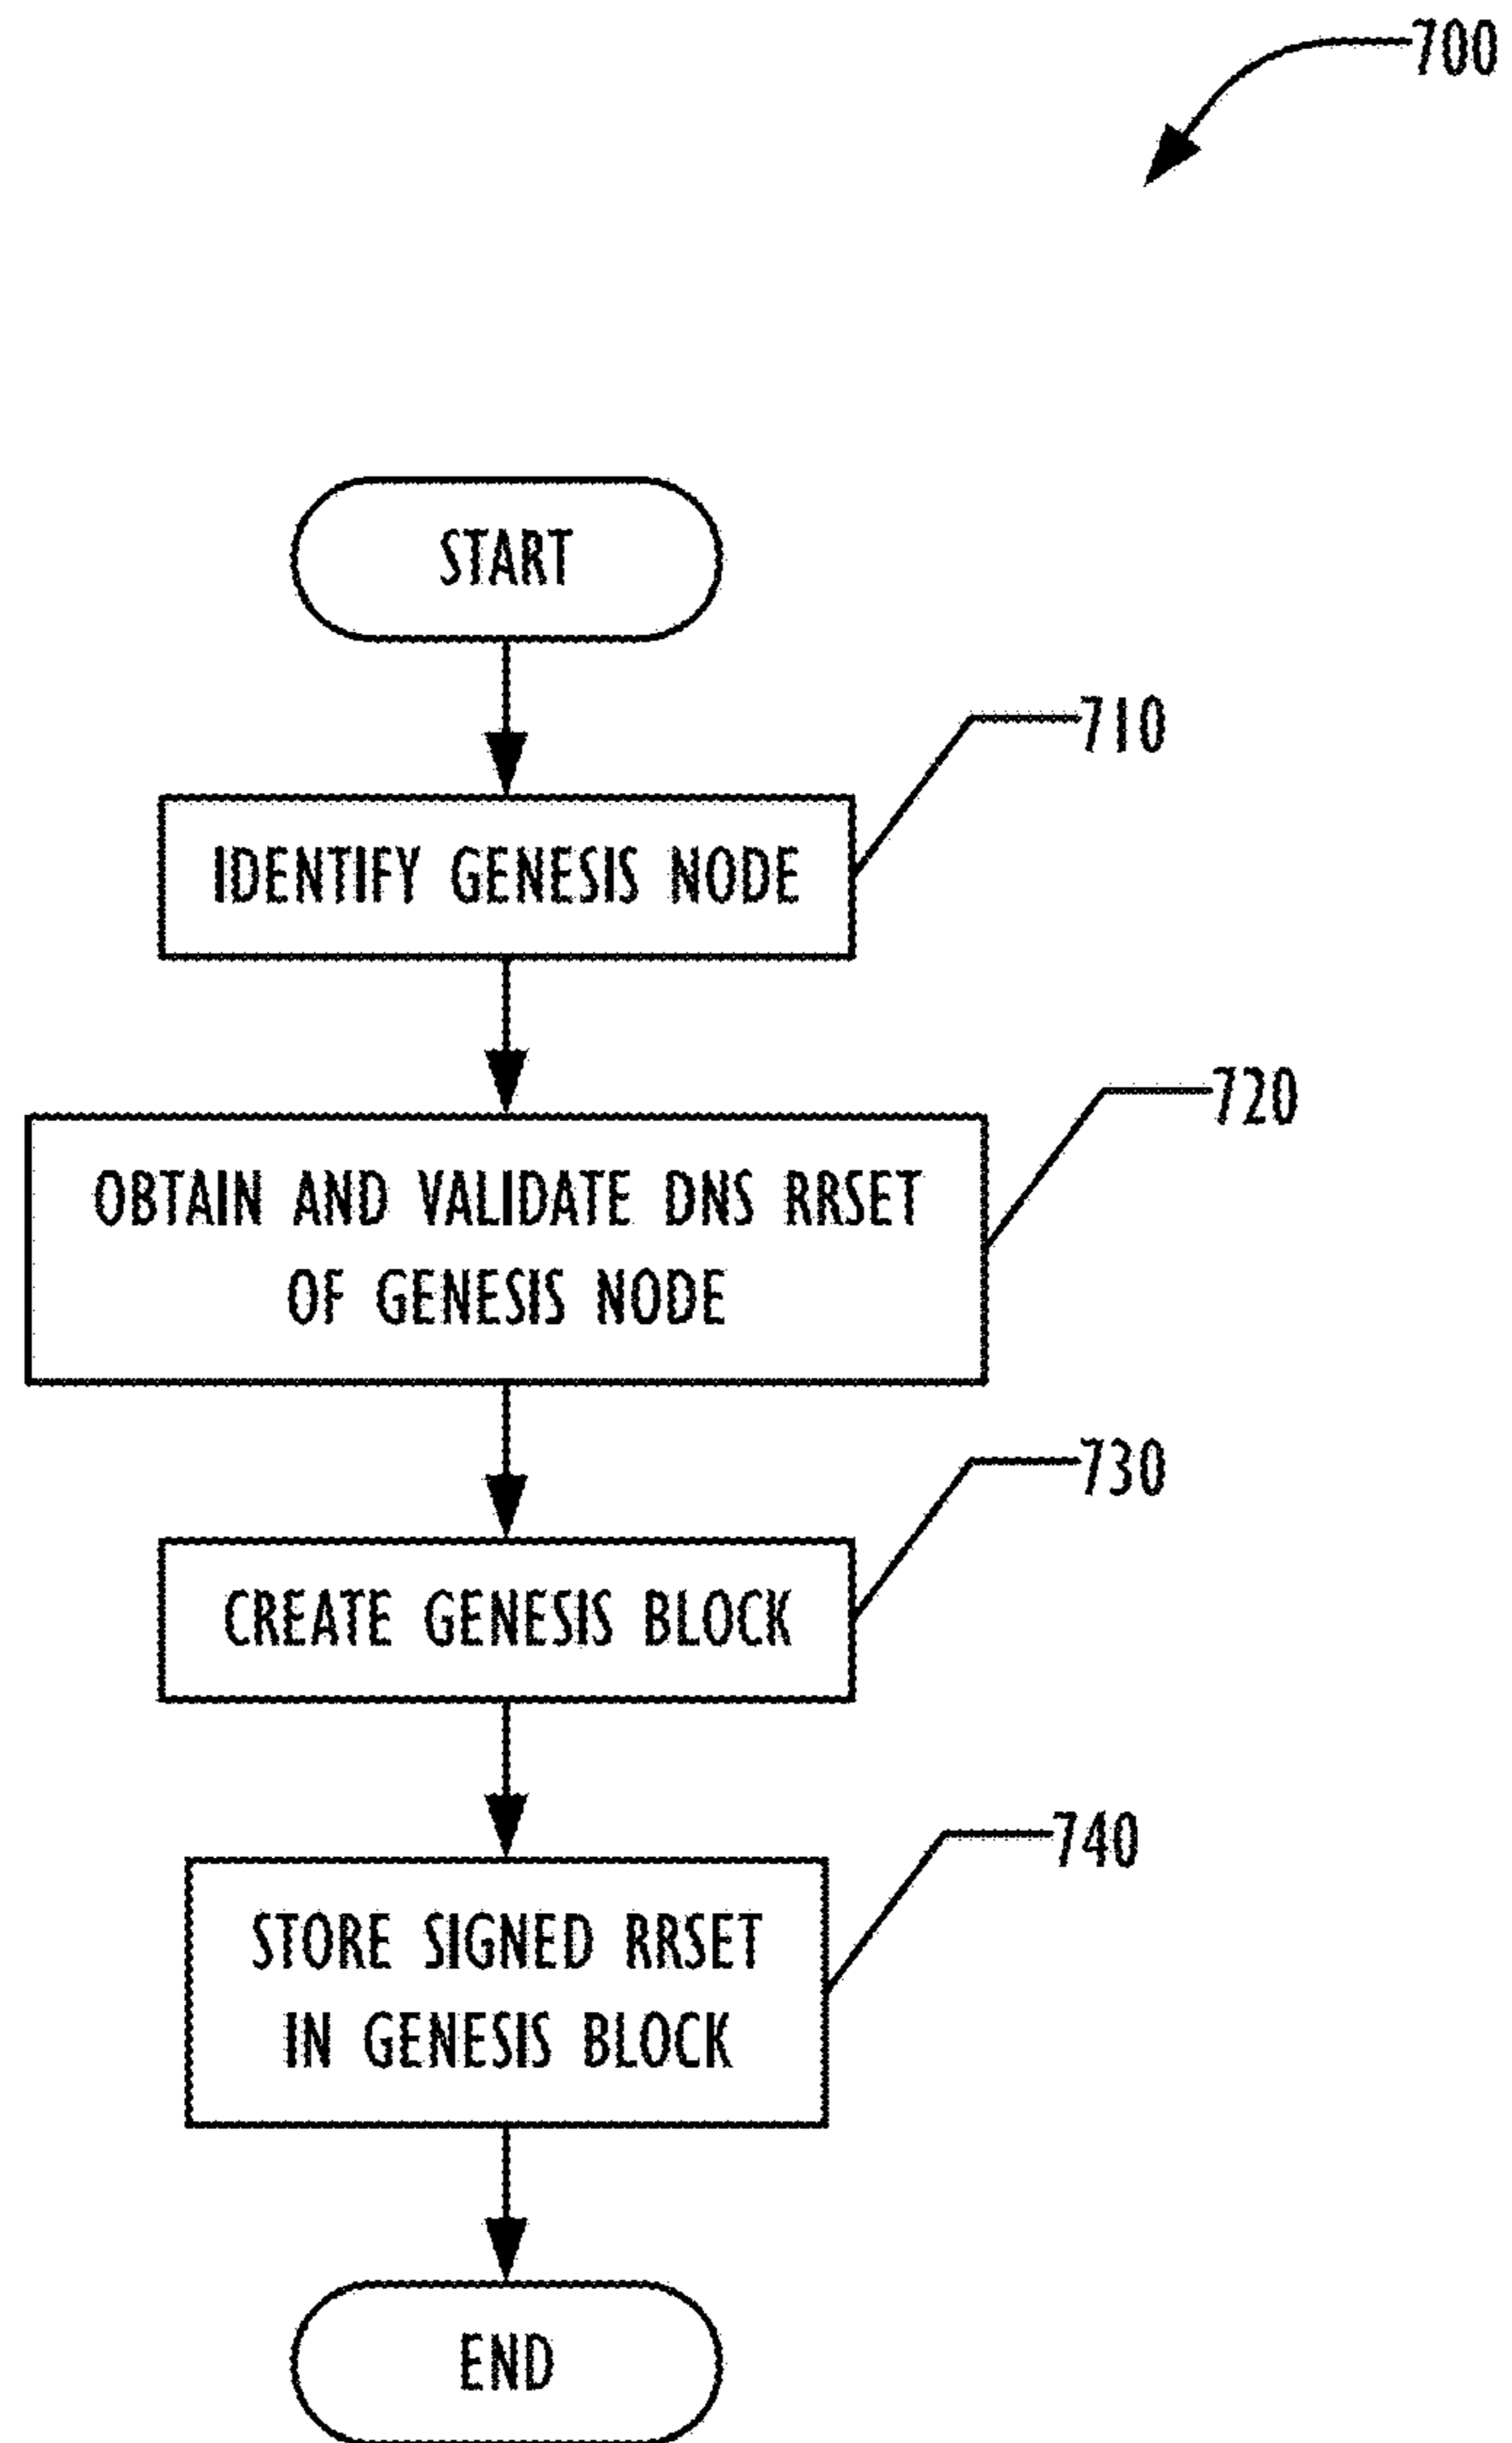 700
START
710
IDENTIFY GENESIS NODE
720
OBTAIN AND VALIDATE DNS RRSET
OF GENESIS NODE
730
CREATE GENESIS BLOCK
740
STORE SIGNED RRSET
IN GENESIS BLOCK
END